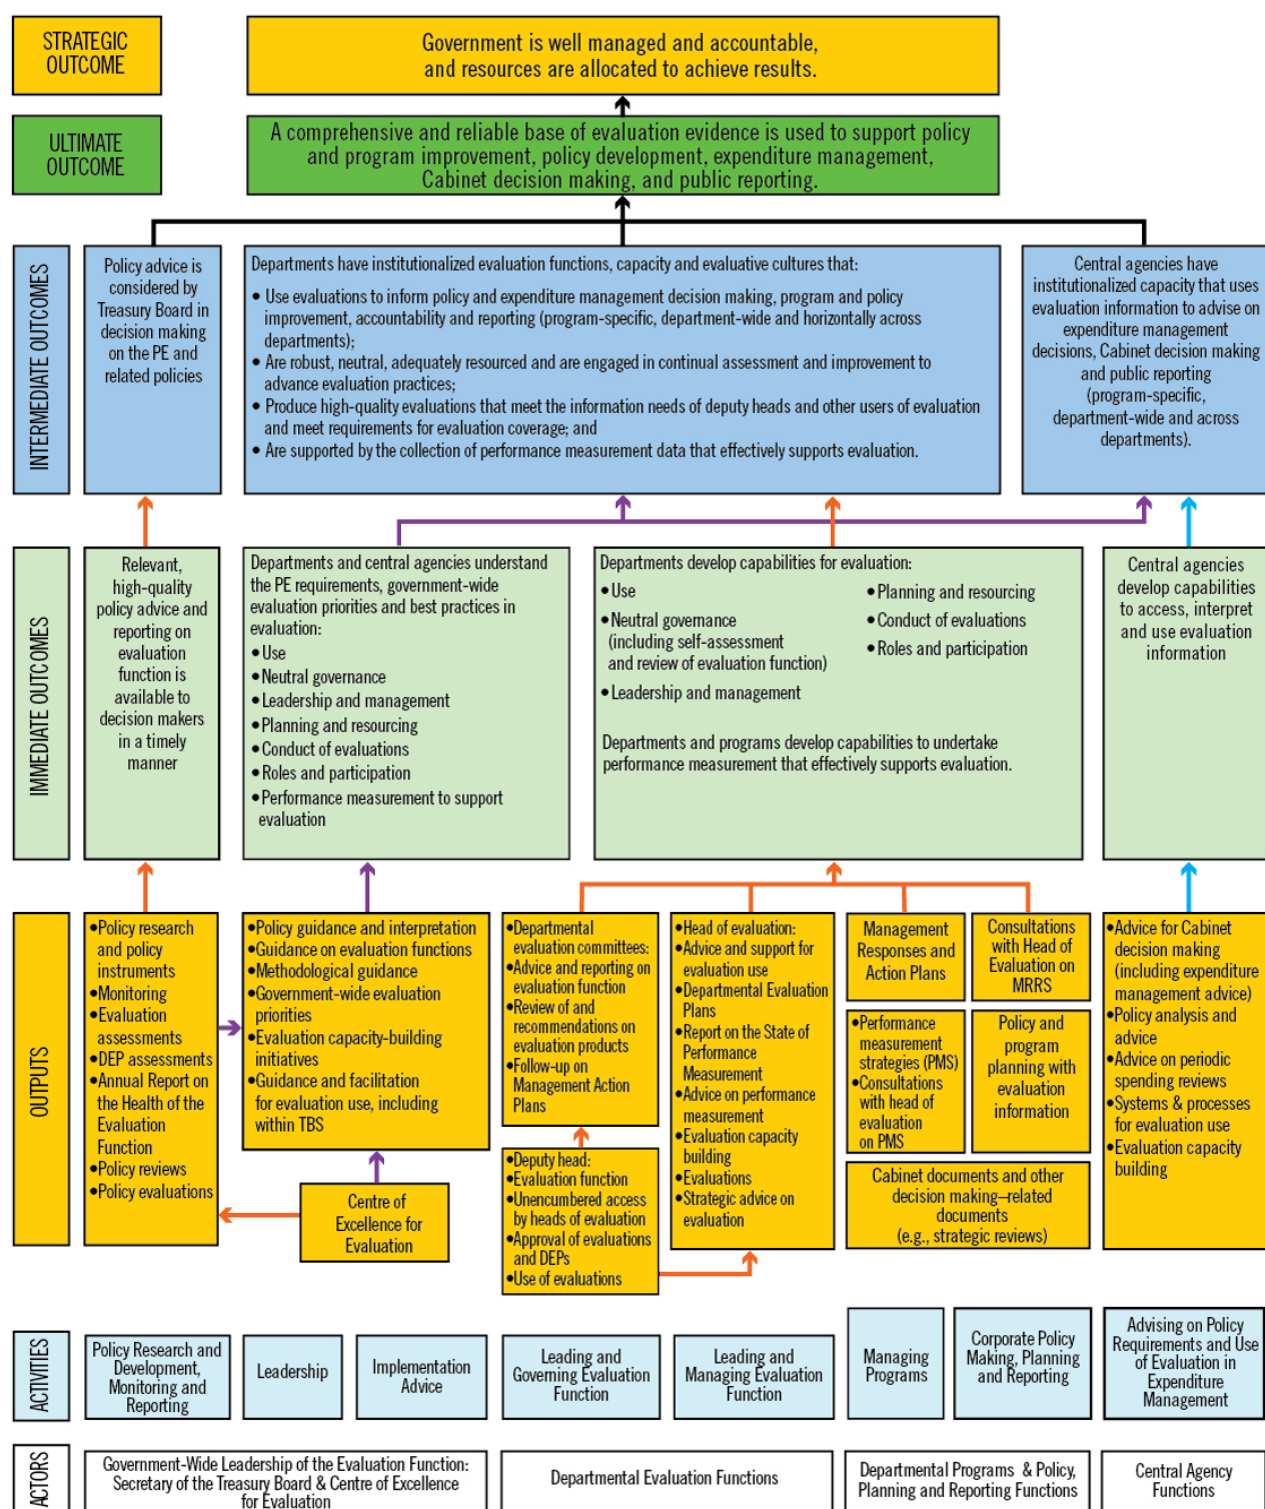 STRATEGIC
OUTCOME
Government is well managed and accountable,
and resources are allocated to achieve results.
ULTIMATE
OUTCOME
A comprehensive and reliable base of evaluation evidence is used to support policy
and program improvement, policy development, expenditure management,
Cabinet decision making, and public reporting.
INTERMEDIATE OUTCOMES
Policy advice is
considered by
Treasury Board in
decision making
on the PE and
related policies
Departments have institutionalized evaluation functions, capacity and evaluative cultures that:
• Use evaluations to inform policy and expenditure management decision making, program and policy
improvement, accountability and reporting (program-specific, department-wide and horizontally across
departments);
• Are robust, neutral, adequately resourced and are engaged in continual assessment and improvement to
advance evaluation practices;
• Produce high-quality evaluations that meet the information needs of deputy heads and other users of evaluation
and meet requirements for evaluation coverage; and
• Are supported by the collection of performance measurement data that effectively supports evaluation.
Central agencies have
institutionalized capacity that uses
evaluation information to advise on
expenditure management
decisions, Cabinet decision making
and public reporting
(program-specific,
department-wide and across
departments).
IMMEDIATE OUTCOMES
Relevant,
high-quality
policy advice and
reporting on
evaluation
function is
available to
decision makers
in a timely
manner
Departments and central agencies understand
the PE requirements, government-wide
evaluation priorities and best practices in
evaluation:
• Use
• Neutral governance
• Leadership and management
• Planning and resourcing
• Conduct of evaluations
• Roles and participation
• Performance measurement to support
evaluation
Departments develop capabilities for evaluation:
• Use
• Neutral governance
(including self-assessment
and review of evaluation function)
• Leadership and management
• Planning and resourcing
• Conduct of evaluations
• Roles and participation
Departments and programs develop capabilities to undertake
performance measurement that effectively supports evaluation.
Central agencies
develop capabilities
to access, interpret
and use evaluation
information
OUTPUTS
• Policy research
and policy
instruments
• Monitoring
• Evaluation
assessments
• DEP assessments
• Annual Report on
the Health of the
Evaluation
Function
• Policy reviews
• Policy evaluations
• Policy guidance and interpretation
• Guidance on evaluation functions
• Methodological guidance
• Government-wide evaluation
priorities
• Evaluation capacity-building
initiatives
• Guidance and facilitation
for evaluation use, including
within TBS
Centre of
Excellence for
Evaluation
• Departmental
evaluation committees:
• Advice and reporting on
evaluation function
• Review of and
recommendations on
evaluation products
• Follow-up on
Management Action
Plans
• Deputy head:
• Evaluation function
• Unencumbered access
by heads of evaluation
• Approval of evaluations
and DEPs
• Use of evaluations
• Head of evaluation:
• Advice and support for
evaluation use
• Departmental Evaluation
Plans
• Report on the State of
Performance
Measurement
• Advice on performance
measurement
• Evaluation capacity
building
• Evaluations
• Strategic advice on
evaluation
Management
Responses and
Action Plans
Consultations
with Head of
Evaluation on
MRRS
• Performance
measurement
strategies (PMS)
• Consultations
with head of
evaluation
on PMS
Policy and
program
planning with
evaluation
information
Cabinet documents and other
decision making–related
documents
(e.g., strategic reviews)
• Advice for Cabinet
decision making
(including expenditure
management advice)
• Policy analysis and
advice
• Advice on periodic
spending reviews
• Systems & processes
for evaluation use
• Evaluation capacity
building
ACTIVITIES
Policy Research and
Development,
Monitoring and
Reporting
Leadership
Implementation
Advice
Leading and
Governing Evaluation
Function
Leading and
Managing Evaluation
Function
Managing
Programs
Corporate Policy
Making, Planning
and Reporting
Advising on Policy
Requirements and Use
of Evaluation in
Expenditure
Management
ACTORS
Government-Wide Leadership of the Evaluation Function:
Secretary of the Treasury Board & Centre of Excellence
for Evaluation
Departmental Evaluation Functions
Departmental Programs & Policy,
Planning and Reporting Functions
Central Agency
Functions